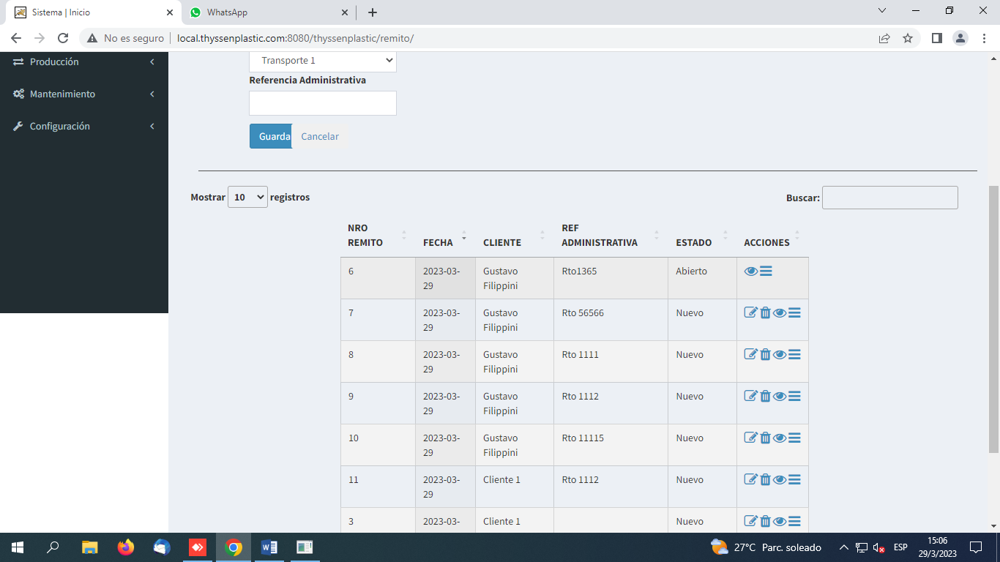 Sistema | Inicio
WhatsApp
No es seguro
local.thyssenplastic.com:8080/thyssenplastic/remito/
Producción
Mantenimiento
Configuración
Transporte 1
Referencia Administrativa
Guarda
Cancelar
Mostrar 10 registros
Buscar:
NRO REMITO
FECHA
CLIENTE
REF ADMINISTRATIVA
ESTADO
ACCIONES
6 2023-03-29 Gustavo Filippini Rto1365 Abierto
7 2023-03-29 Gustavo Filippini Rto 56566 Nuevo
8 2023-03-29 Gustavo Filippini Rto 1111 Nuevo
9 2023-03-29 Gustavo Filippini Rto 1112 Nuevo
10 2023-03-29 Gustavo Filippini Rto 11115 Nuevo
11 2023-03-29 Cliente 1 Rto 1112 Nuevo
3 2023-03- Cliente 1 Nuevo
27°C Parc. soleado
ESP
15:06
29/3/2023